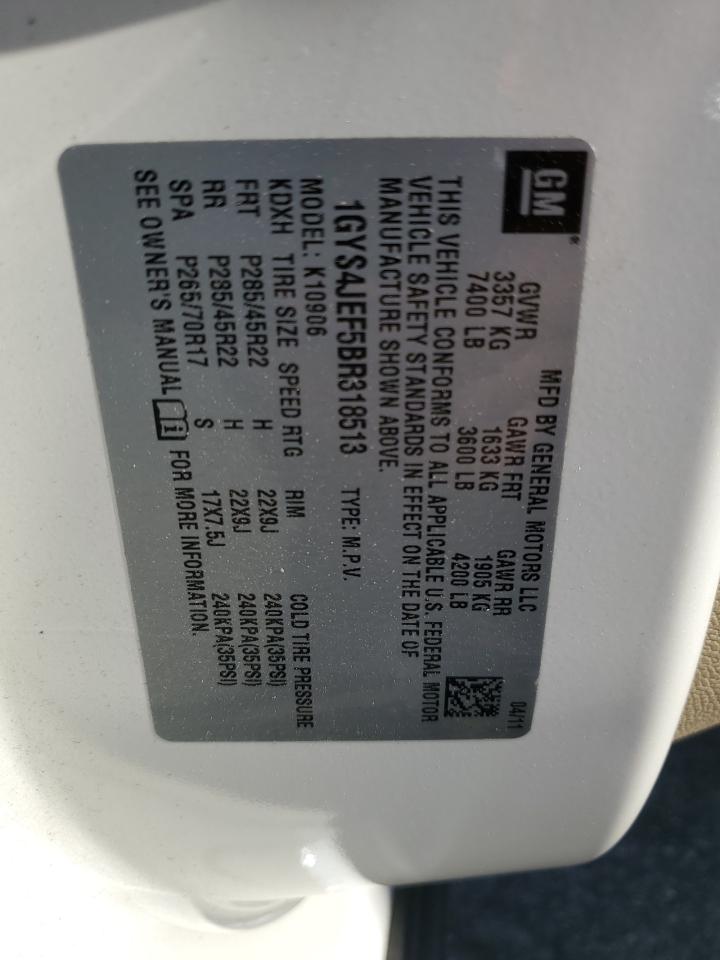 GM
MFD BY GENERAL MOTORS LLC 04/11
GVWR GAWR FRT GAWR RR
3357 KG 1633 KG 1905 KG
7400 LB 3600 LB 4200 LB
THIS VEHICLE CONFORMS TO ALL APPLICABLE U.S. FEDERAL MOTOR
VEHICLE SAFETY STANDARDS IN EFFECT ON THE DATE OF
MANUFACTURE SHOWN ABOVE.
1GYS4JEF5BR318513 TYPE: M.P.V.
MODEL: K10906
KDXH TIRE SIZE SPEED RTG RIM COLD TIRE PRESSURE
FRT P285/45R22 H 22X9J 240KPA(35PSI)
RR P285/45R22 H 22X9J 240KPA(35PSI)
SPA P265/70R17 S 17X7.5J 240KPA(35PSI)
SEE OWNER'S MANUAL i FOR MORE INFORMATION.